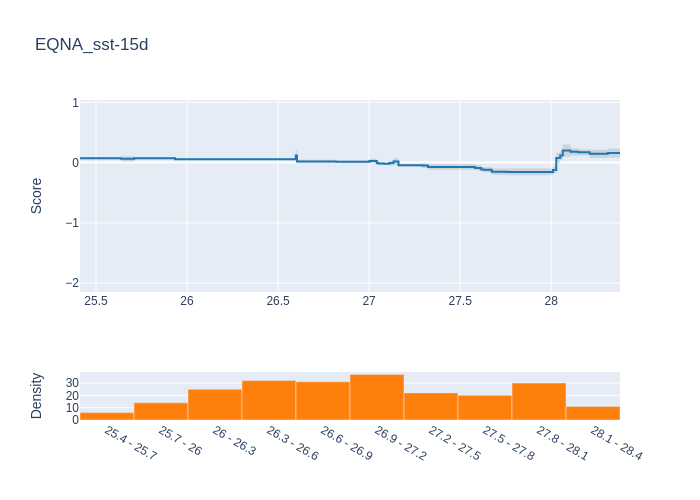 EQNA_sst-15d
Score
1
0
−1
−2
25.5 26 26.5 27 27.5 28
Density
30
20
10
0
25.4 - 25.7
25.7 - 26
26 - 26.3
26.3 - 26.6
26.6 - 26.9
26.9 - 27.2
27.2 - 27.5
27.5 - 27.8
27.8 - 28.1
28.1 - 28.4